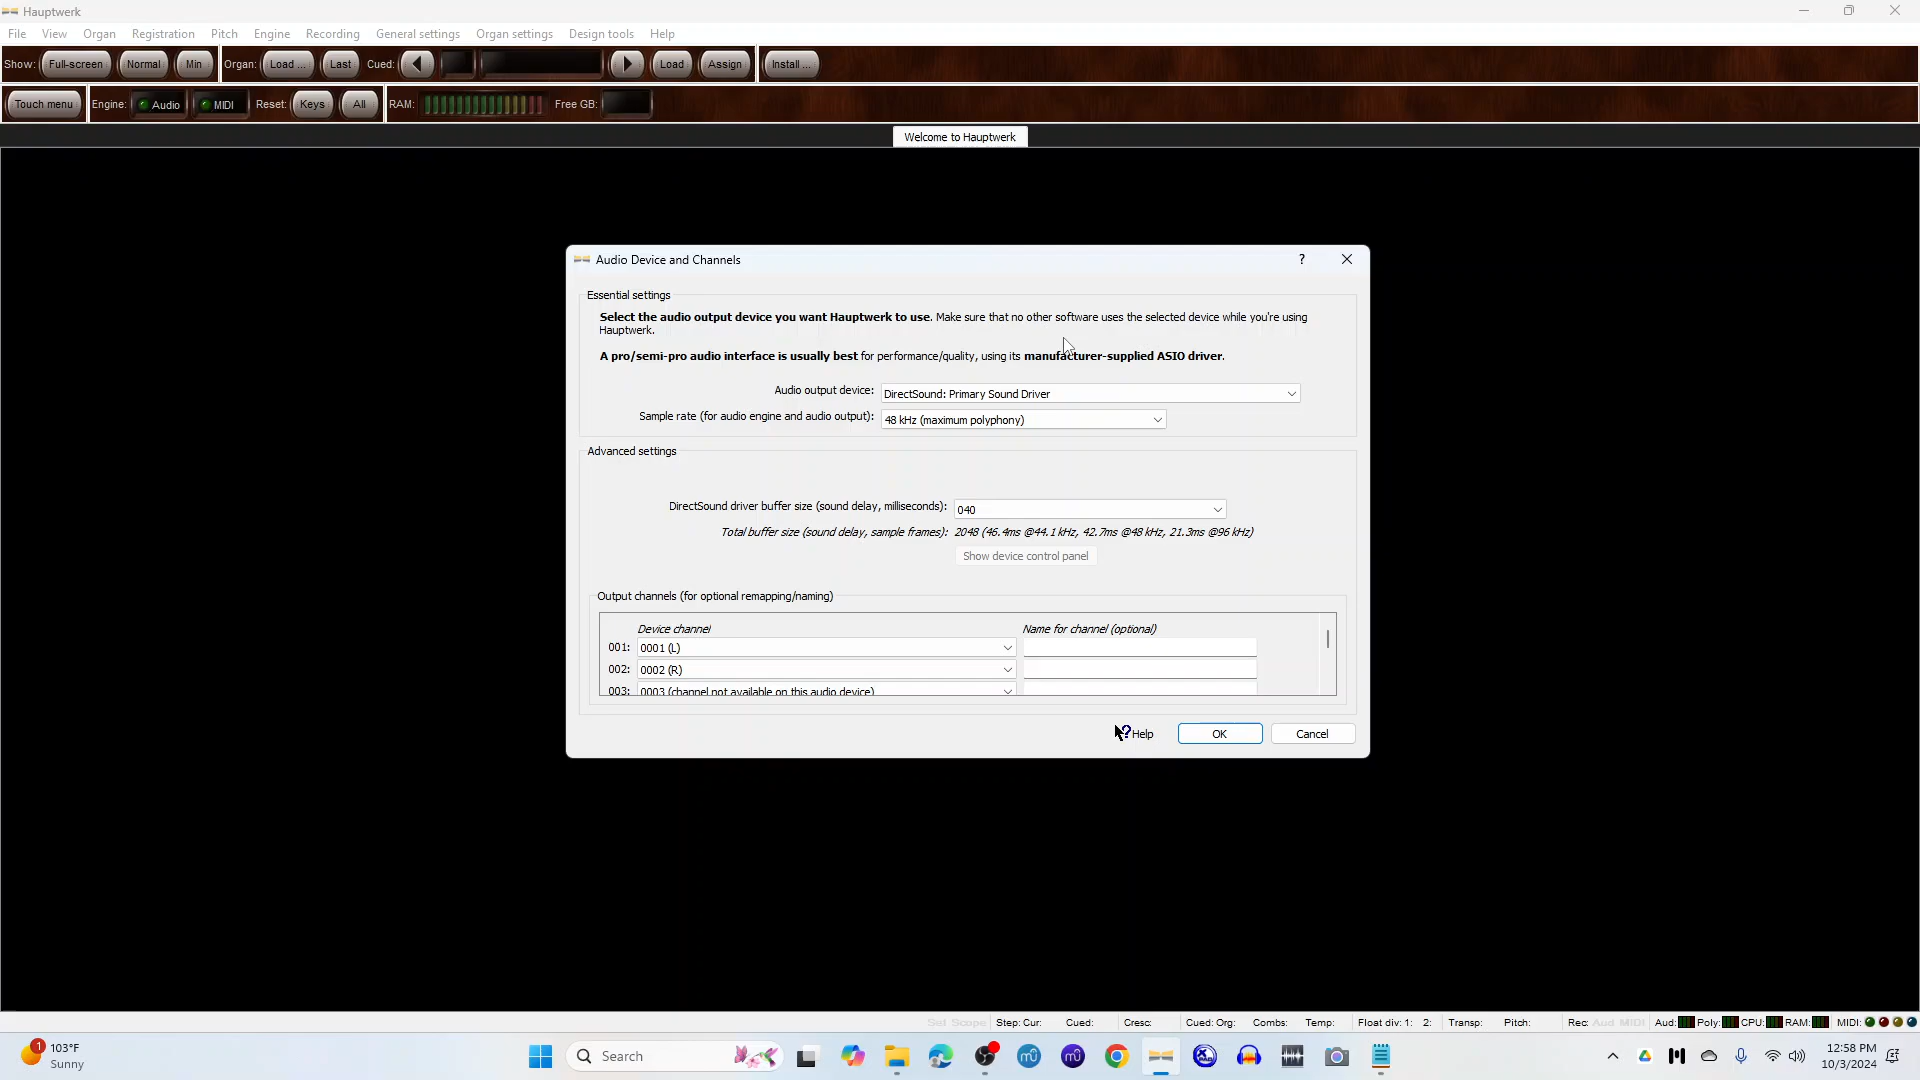 Hauptwerk
File View Organ Registration Pitch Engine Recording General settings Organ settings Design tools Help
Show: Full-screen Normal Min Organ: Load ... Last Cued: Load Assign Install ...
Touch menu Engine: Audio MIDI Reset: Keys All RAM: Free GB:
Welcome to Hauptwerk
Audio Device and Channels ?
Essential settings
Select the audio output device you want Hauptwerk to use. Make sure that no other software uses the selected device while you're using
Hauptwerk.
A pro/semi-pro audio interface is usually best for performance/quality, using its manufacturer-supplied ASIO driver.
Audio output device: DirectSound: Primary Sound Driver
Sample rate (for audio engine and audio output): 48 kHz (maximum polyphony)
Advanced settings
DirectSound driver buffer size (sound delay, milliseconds): 040
Total buffer size (sound delay, sample frames): 2048 (46.4ms @44.1 kHz, 42.7ms @48 kHz, 21.3ms @96 kHz)
Show device control panel
Output channels (for optional remapping/naming)
Device channel Name for channel (optional)
001: 0001 (L)
002: 0002 (R)
003: 0003 (channel not available on this audio device)
?Help OK Cancel
Set Scope Step: Cur: Cued: Cresc: Cued: Org: Combs: Temp: Float div: 1: 2: Transp: Pitch: Rec: Aud MIDI Aud: Poly: CPU: RAM: MIDI:
1 103°F
Sunny
Search
12:58 PM
10/3/2024